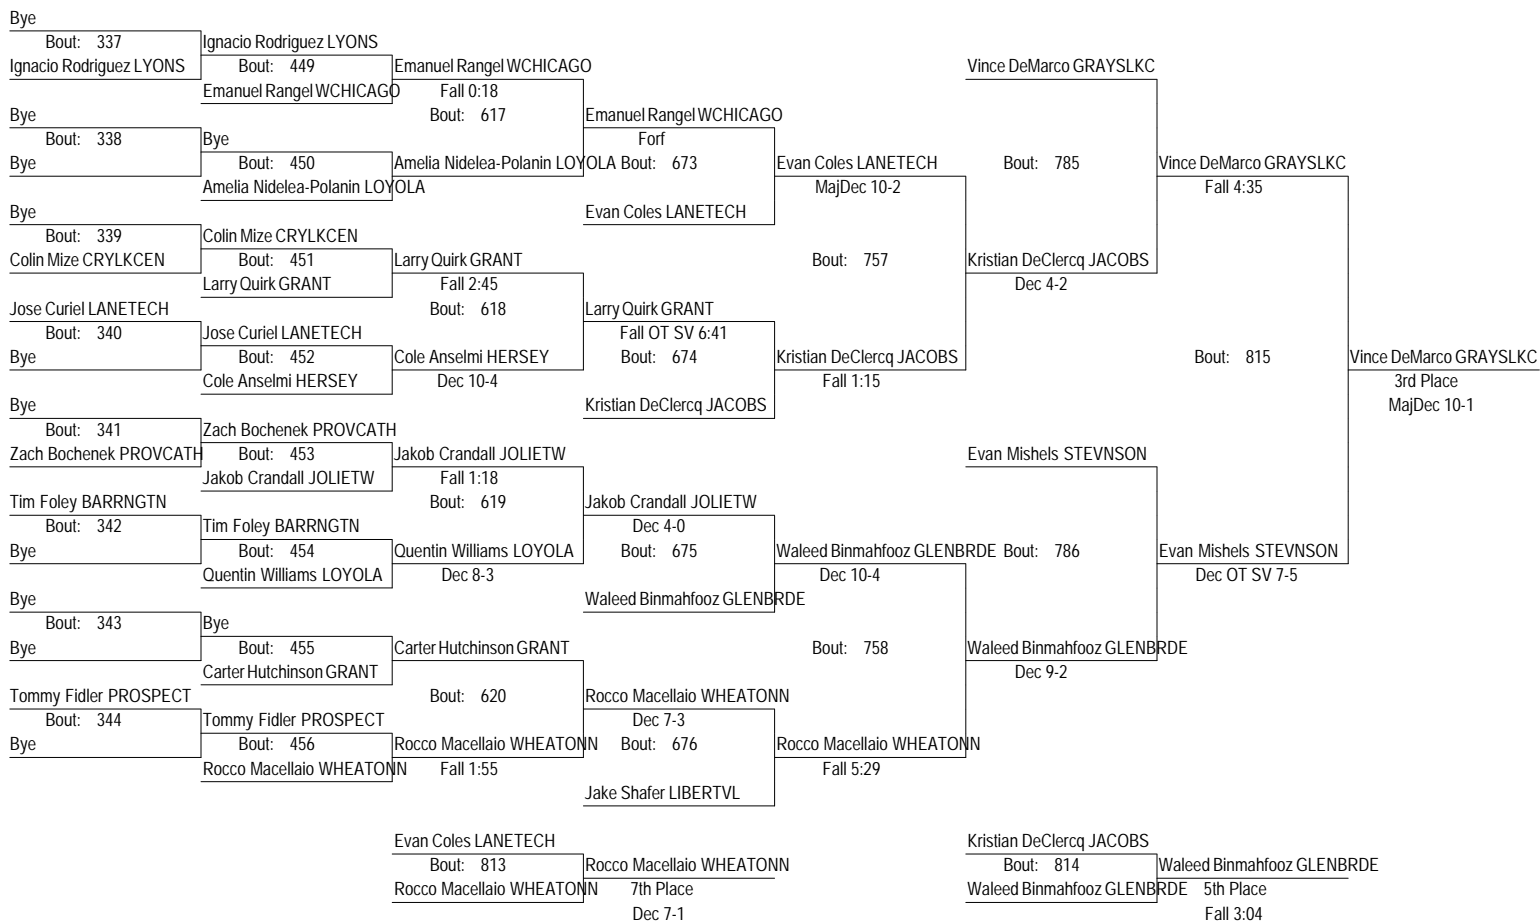 Bye
Bout: 337
Ignacio Rodriguez LYONS
Bye
Bout: 338
Bye
Bye
Bout: 339
Colin Mize CRYLKCEN
Jose Curiel LANETECH
Bout: 340
Bye
Bye
Bout: 341
Zach Bochenek PROVCATH
Tim Foley BARRNGTN
Bout: 342
Bye
Bye
Bout: 343
Bye
Tommy Fidler PROSPECT
Bout: 344
Bye
Ignacio Rodriguez LYONS
Bout: 449
Emanuel Rangel WCHICAGO
Bye
Bout: 450
Amelia Nidelea-Polanin LOYOLA
Colin Mize CRYLKCEN
Bout: 451
Larry Quirk GRANT
Jose Curiel LANETECH
Bout: 452
Cole Anselmi HERSEY
Zach Bochenek PROVCATH
Bout: 453
Jakob Crandall JOLIETW
Tim Foley BARRNGTN
Bout: 454
Quentin Williams LOYOLA
Bye
Bout: 455
Carter Hutchinson GRANT
Tommy Fidler PROSPECT
Bout: 456
Rocco Macellaio WHEATONN
Emanuel Rangel WCHICAGO
Fall 0:18
Bout: 617
Amelia Nidelea-Polanin LOYOLA
Larry Quirk GRANT
Fall 2:45
Bout: 618
Cole Anselmi HERSEY
Dec 10-4
Jakob Crandall JOLIETW
Fall 1:18
Bout: 619
Quentin Williams LOYOLA
Dec 8-3
Carter Hutchinson GRANT
Bout: 620
Rocco Macellaio WHEATONN
Fall 1:55
Emanuel Rangel WCHICAGO
Forf
Bout: 673
Evan Coles LANETECH
Larry Quirk GRANT
Fall OT SV 6:41
Bout: 674
Kristian DeClercq JACOBS
Jakob Crandall JOLIETW
Dec 4-0
Bout: 675
Waleed Binmahfooz GLENBRDE
Rocco Macellaio WHEATONN
Dec 7-3
Bout: 676
Jake Shafer LIBERTVL
Evan Coles LANETECH
MajDec 10-2
Bout: 757
Kristian DeClercq JACOBS
Fall 1:15
Waleed Binmahfooz GLENBRDE
Dec 10-4
Bout: 758
Rocco Macellaio WHEATONN
Fall 5:29
Vince DeMarco GRAYSLKC
Bout: 785
Kristian DeClercq JACOBS
Dec 4-2
Evan Mishels STEVNSON
Bout: 786
Waleed Binmahfooz GLENBRDE
Dec 9-2
Vince DeMarco GRAYSLKC
Fall 4:35
Bout: 815
Evan Mishels STEVNSON
Dec OT SV 7-5
Vince DeMarco GRAYSLKC
3rd Place
MajDec 10-1
Evan Coles LANETECH
Bout: 813
Rocco Macellaio WHEATONN
Rocco Macellaio WHEATONN
7th Place
Dec 7-1
Kristian DeClercq JACOBS
Bout: 814
Waleed Binmahfooz GLENBRDE
Waleed Binmahfooz GLENBRDE
5th Place
Fall 3:04